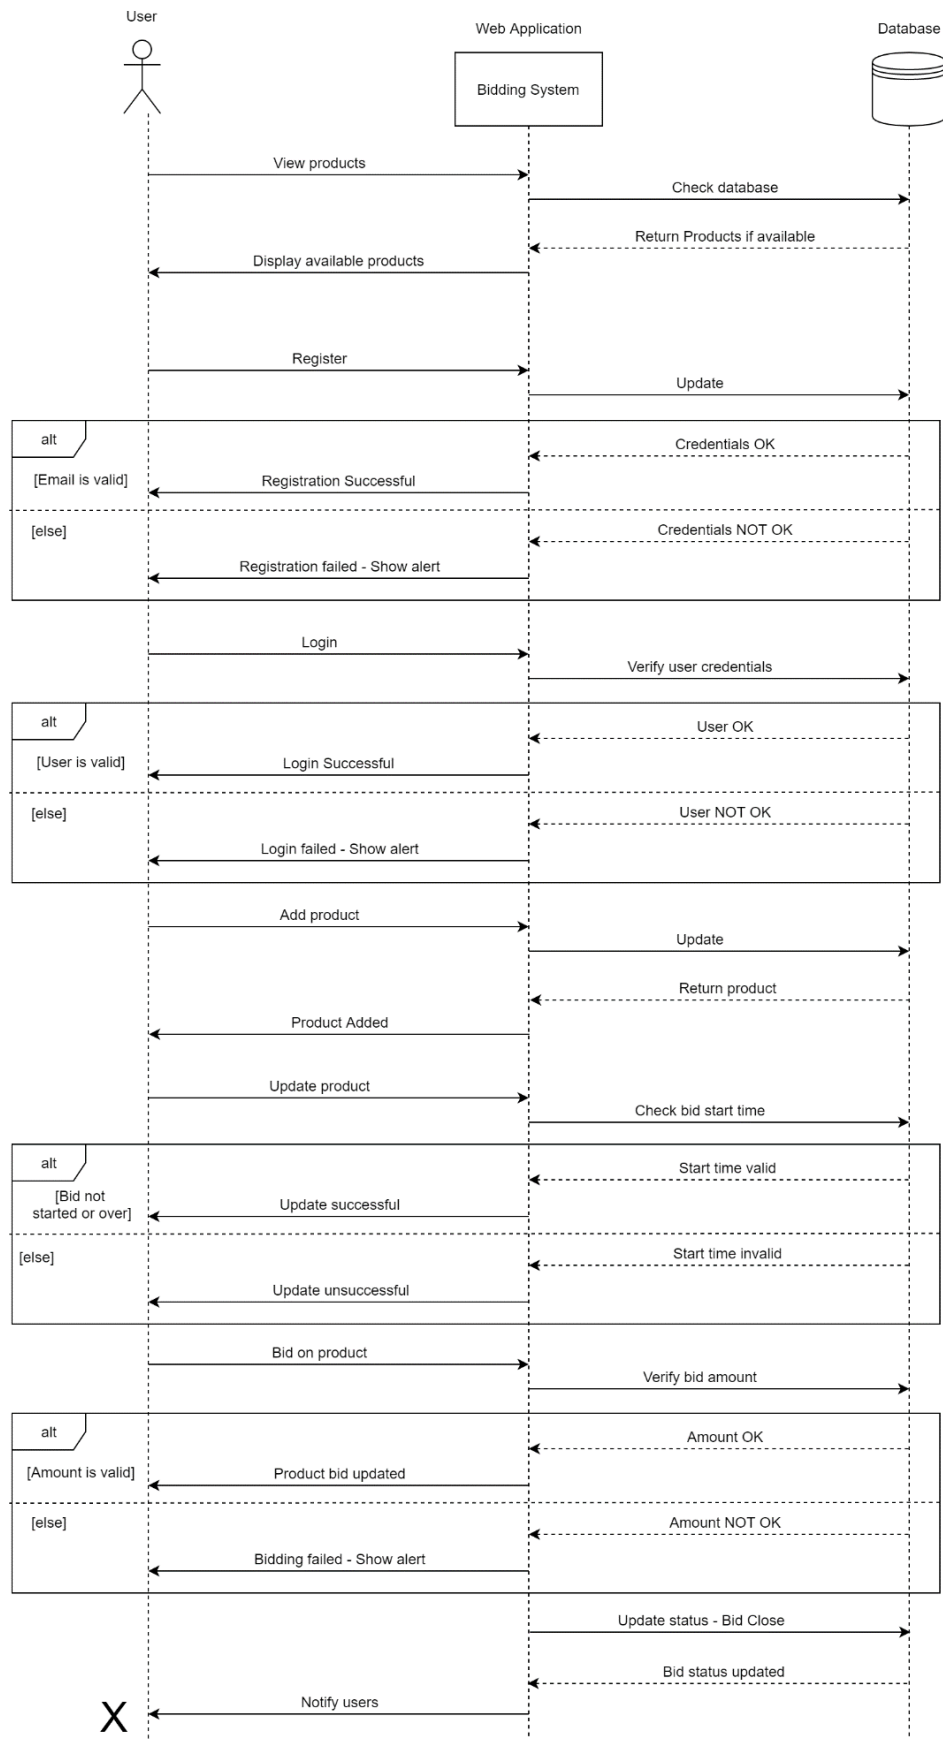 User
Web Application
Database
Bidding System
View products
Check database
Return Products if available
Display available products
Register
Update
alt
Credentials OK
[Email is valid]
Registration Successful
[else]
Credentials NOT OK
Registration failed - Show alert
Login
Verify user credentials
alt
User OK
[User is valid]
Login Successful
[else]
User NOT OK
Login failed - Show alert
Add product
Update
Return product
Product Added
Update product
Check bid start time
alt
Start time valid
[Bid not
started or over]
Update successful
[else]
Start time invalid
Update unsuccessful
Bid on product
Verify bid amount
alt
Amount OK
[Amount is valid]
Product bid updated
[else]
Amount NOT OK
Bidding failed - Show alert
Update status - Bid Close
Bid status updated
Notify users
X